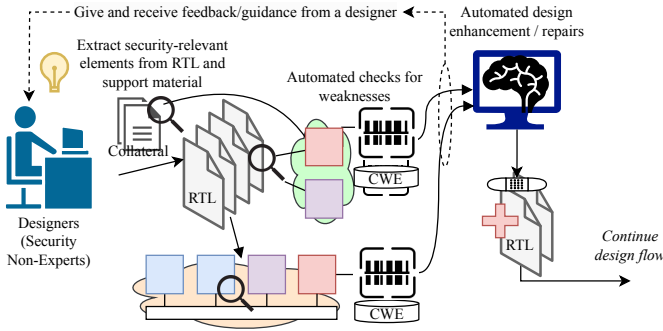 Give and receive feedback/guidance from a designer
Automated design
enhancement / repairs
Extract security-relevant
elements from RTL and
support material
Automated checks for
weaknesses
Collateral
RTL
CWE
Designers
(Security
Non-Experts)
RTL
Continue
design flow
CWE